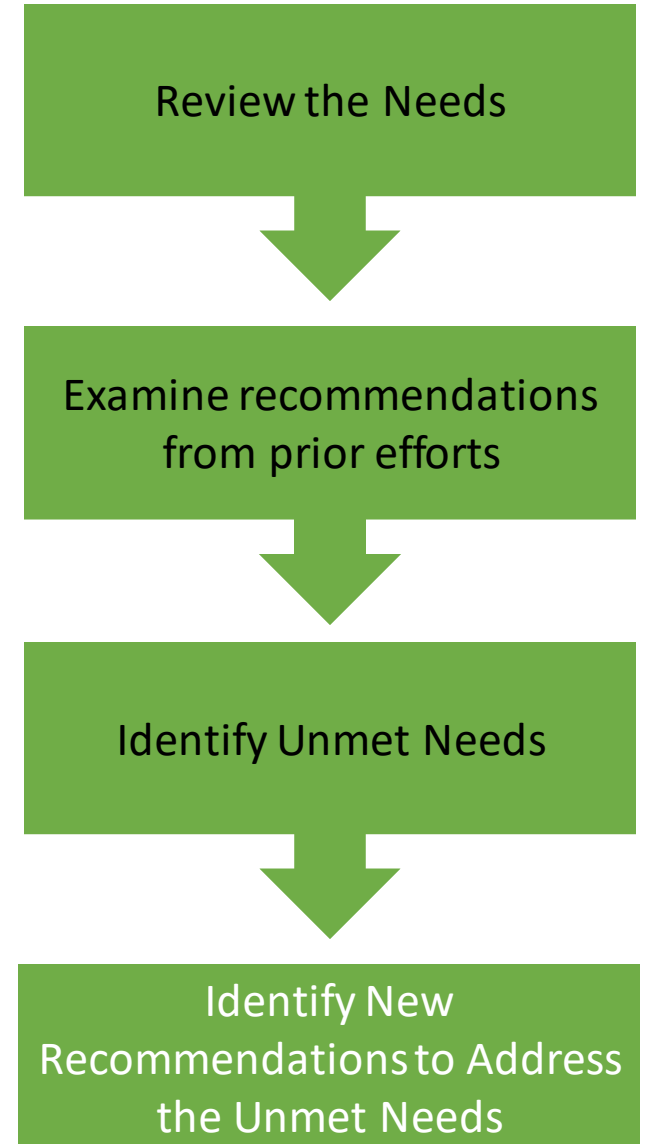 Review the Needs
Examine recommendations
from prior efforts
Identify Unmet Needs
Identify New
Recommendations to Address
the Unmet Needs